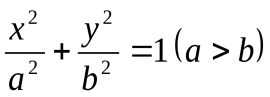 x²/a² + y²/b² = 1 (a > b)